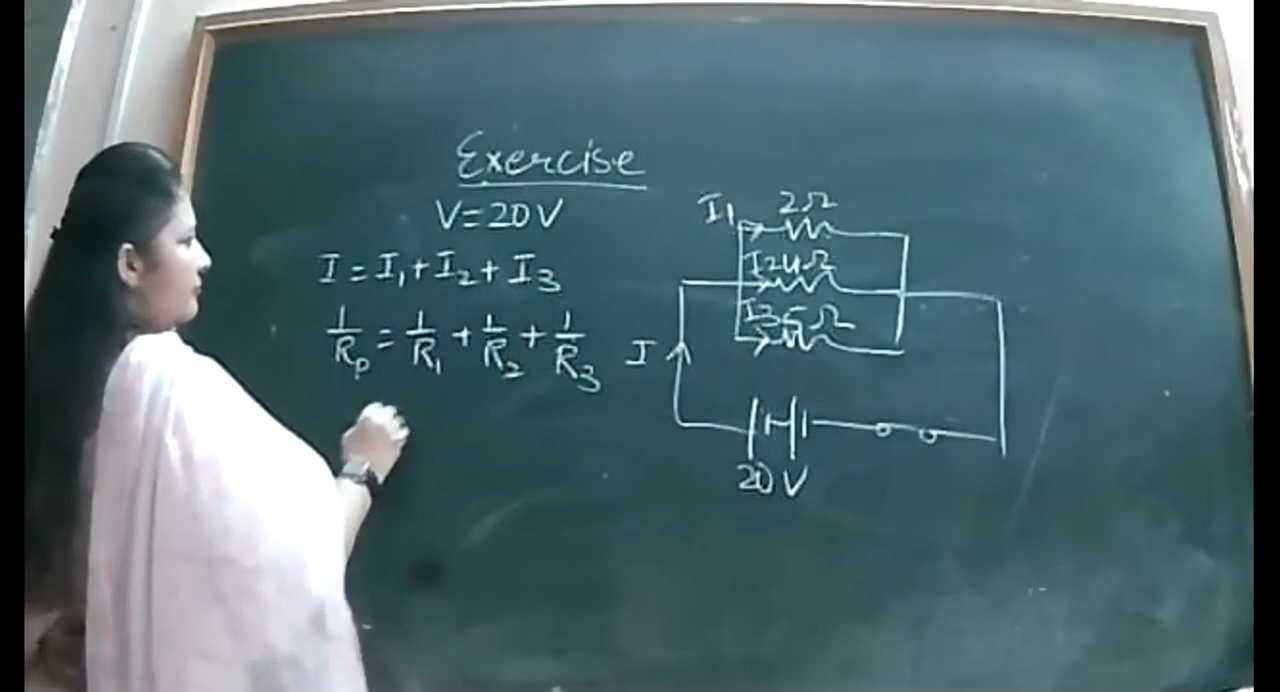 Exercise
V=20V
I=I₁+I₂+I₃
1/Rp=1/R₁+1/R₂+1/R₃
I₁ 2Ω
I₂ 4Ω
I₃ 5Ω
I
20V